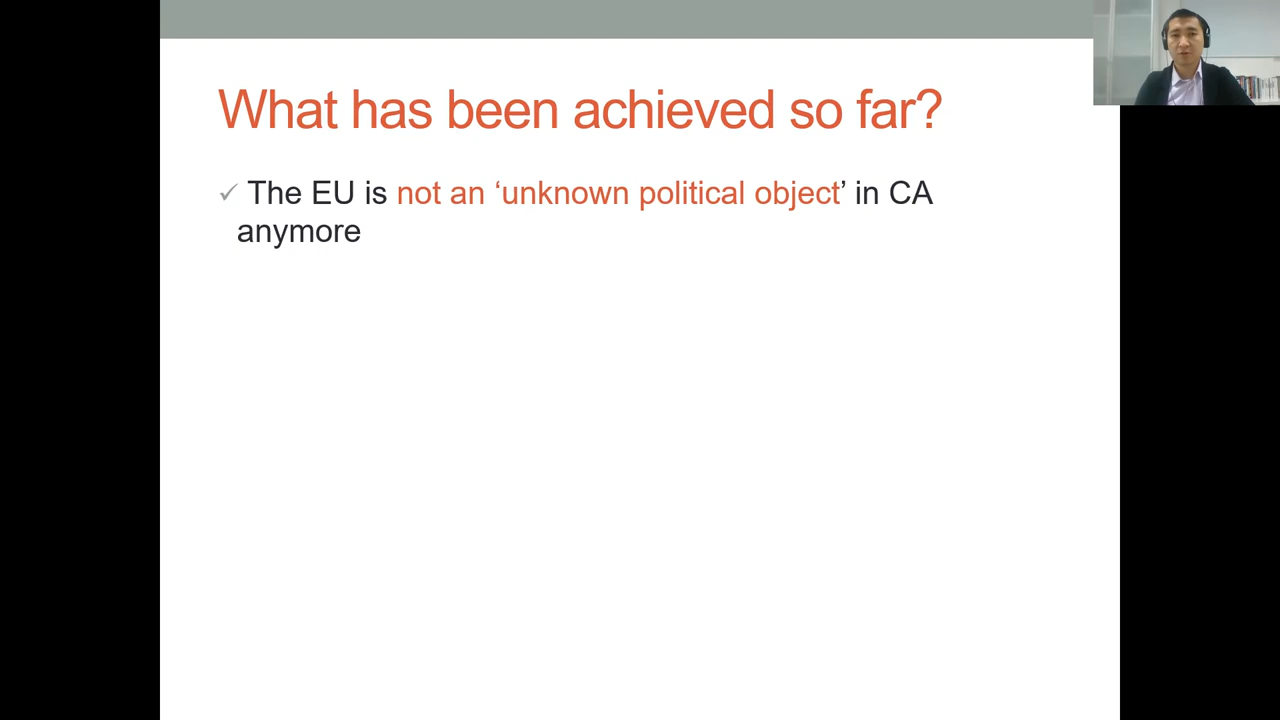 What has been achieved so far?
✓ The EU is not an ‘unknown political object’ in CA
anymore